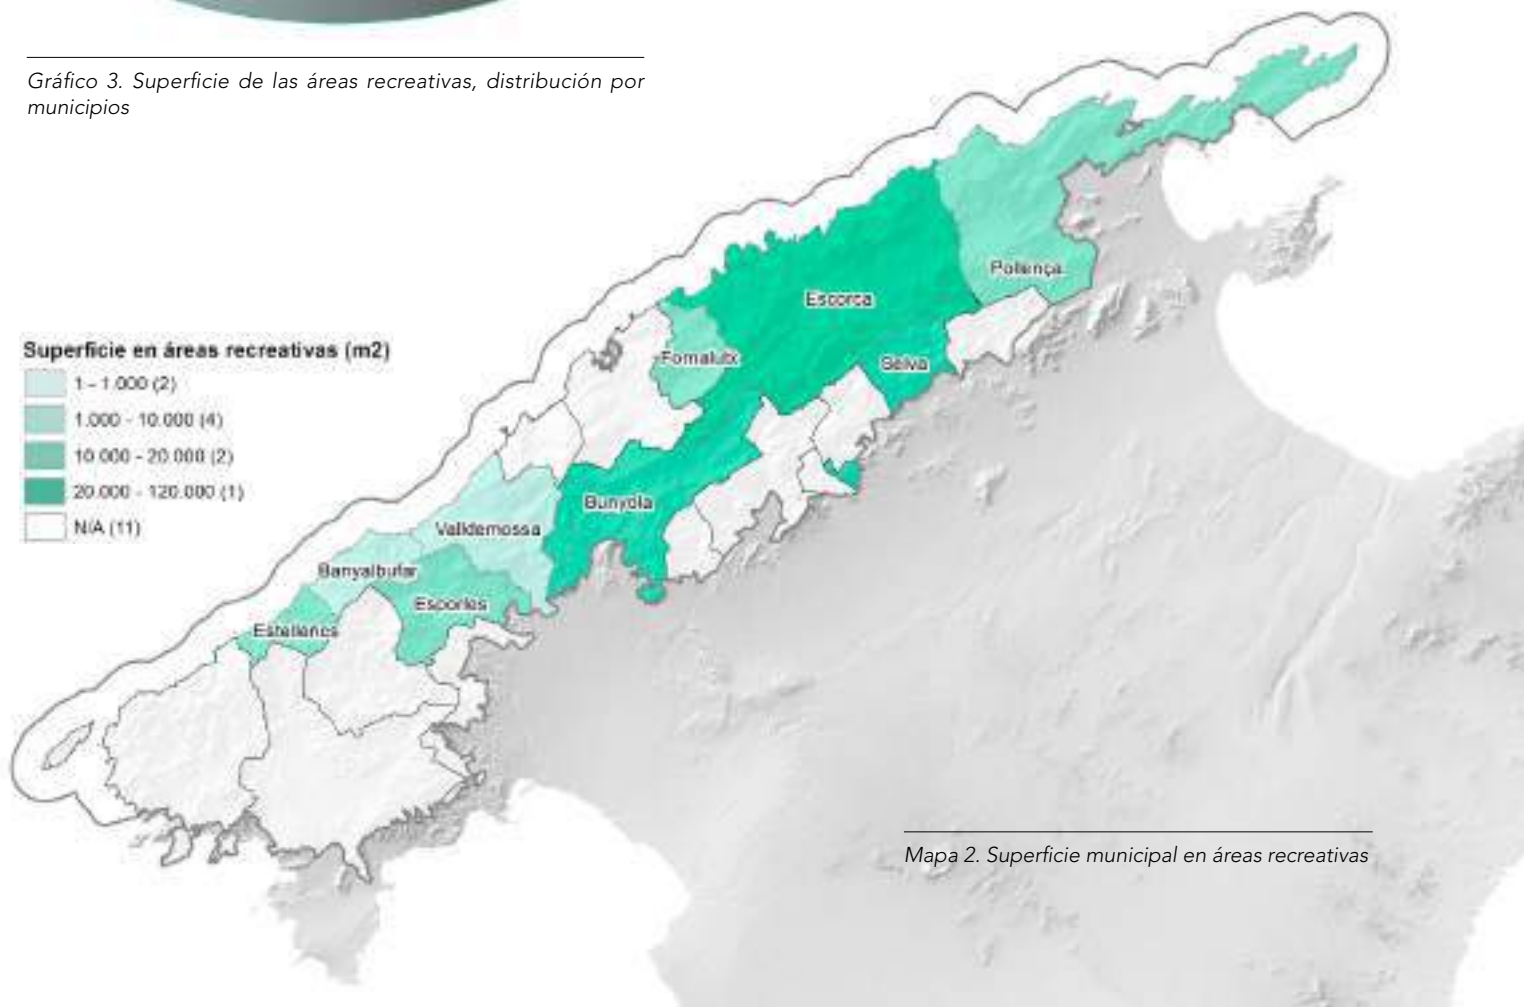 Gráfico 3. Superficie de las áreas recreativas, distribución por
municipios
Pollença
Escorca
Superficie en áreas recreativas (m2)
1 - 1.000 (2)
1.000 - 10.000 (4)
10.000 - 20.000 (2)
20.000 - 120.000 (1)
N/A (11)
Fornalutx
Selva
Bunyola
Valldemossa
Banyalbufar
Esporles
Estellencs
Mapa 2. Superficie municipal en áreas recreativas